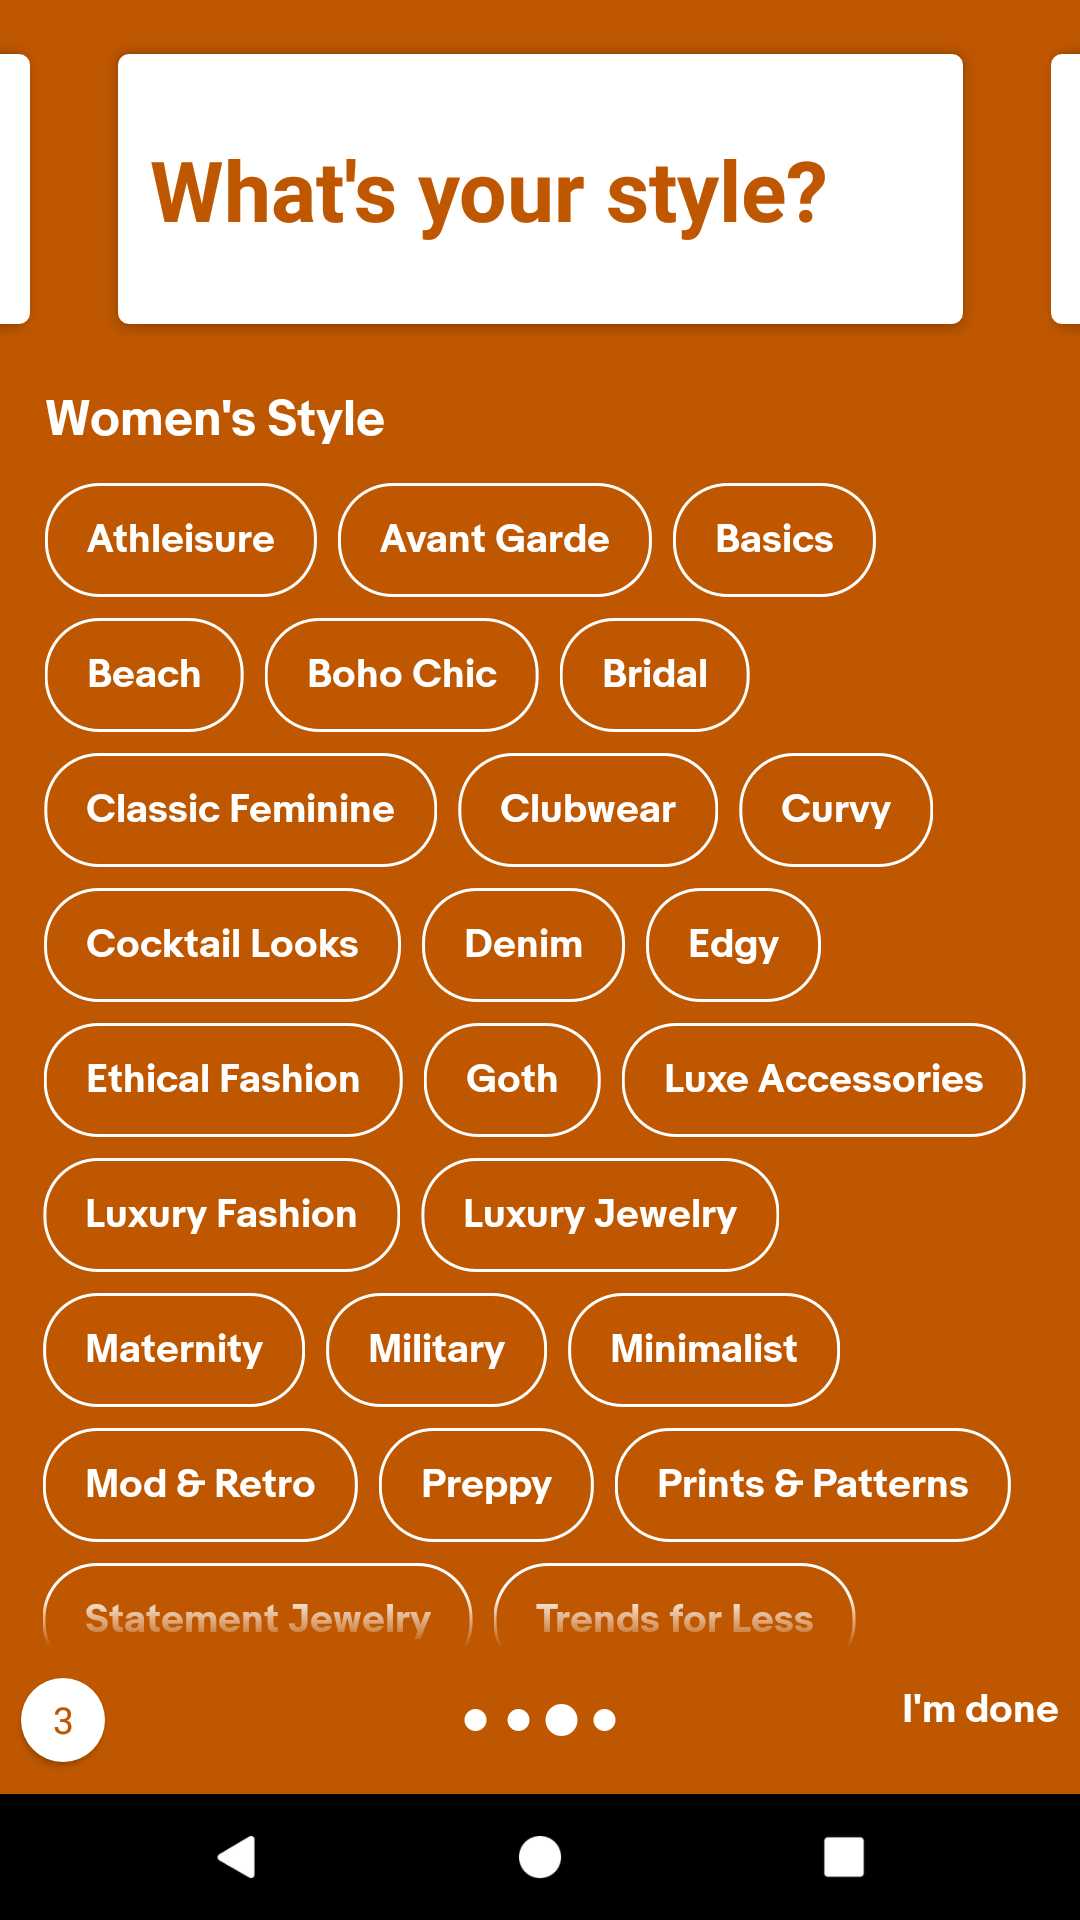 What's your style?
Women's Style
Athleisure Avant Garde Basics
Beach Boho Chic Bridal
Classic Feminine Clubwear Curvy
Cocktail Looks Denim Edgy
Ethical Fashion Goth Luxe Accessories
Luxury Fashion Luxury Jewelry
Maternity Military Minimalist
Mod & Retro Preppy Prints & Patterns
Statement Jewelry Trends for Less
3 I'm done